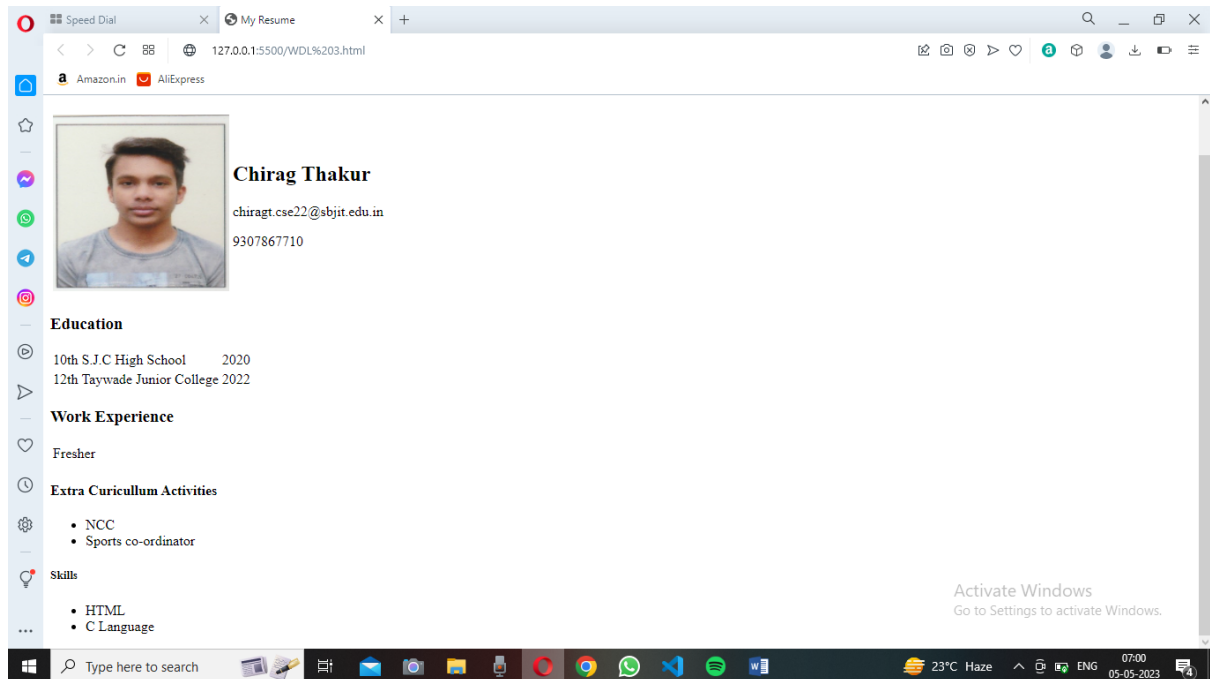 Speed Dial
My Resume
127.0.0.1:5500/WDL%203.html
Amazon.in AliExpress
Chirag Thakur
chiragt.cse22@sbjit.edu.in
9307867710
Education
10th S.J.C High School 2020
12th Taywade Junior College 2022
Work Experience
Fresher
Extra Curicullum Activities
NCC
Sports co-ordinator
Skills
HTML
C Language
Activate Windows
Go to Settings to activate Windows.
Type here to search
23°C Haze
ENG
07:00
05-05-2023
4